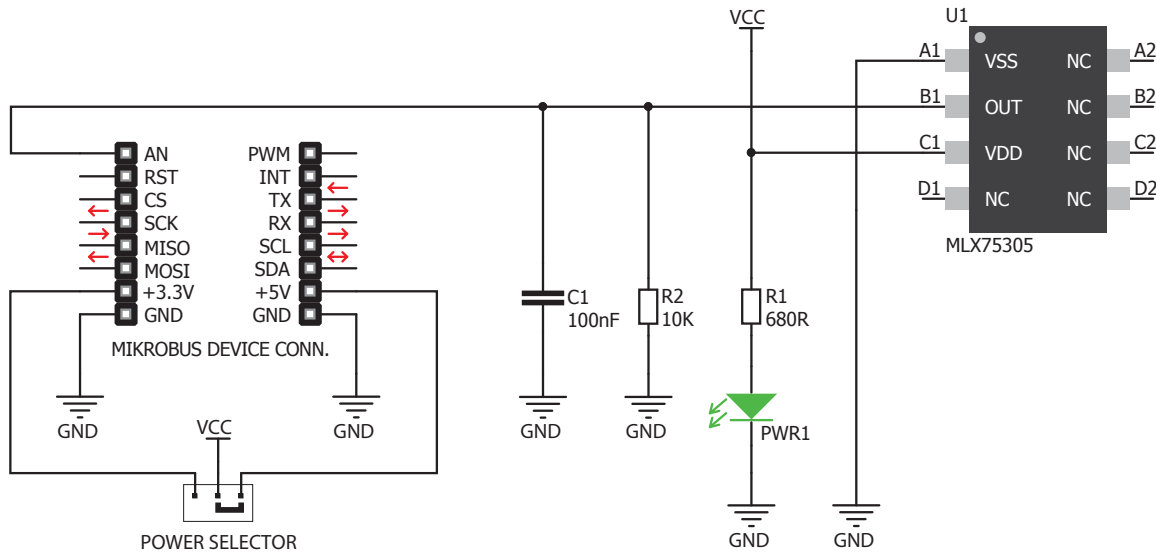 VCC
U1
A1 VSS NC A2
B1 OUT NC B2
C1 VDD NC C2
D1 NC NC D2
MLX75305
AN PWM
RST INT
CS TX
SCK RX
MISO SCL
MOSI SDA
+3.3V +5V
GND GND
MIKROBUS DEVICE CONN.
C1
100nF
R2
10K
R1
680R
GND
GND
GND
GND
PWR1
VCC
GND
GND
POWER SELECTOR